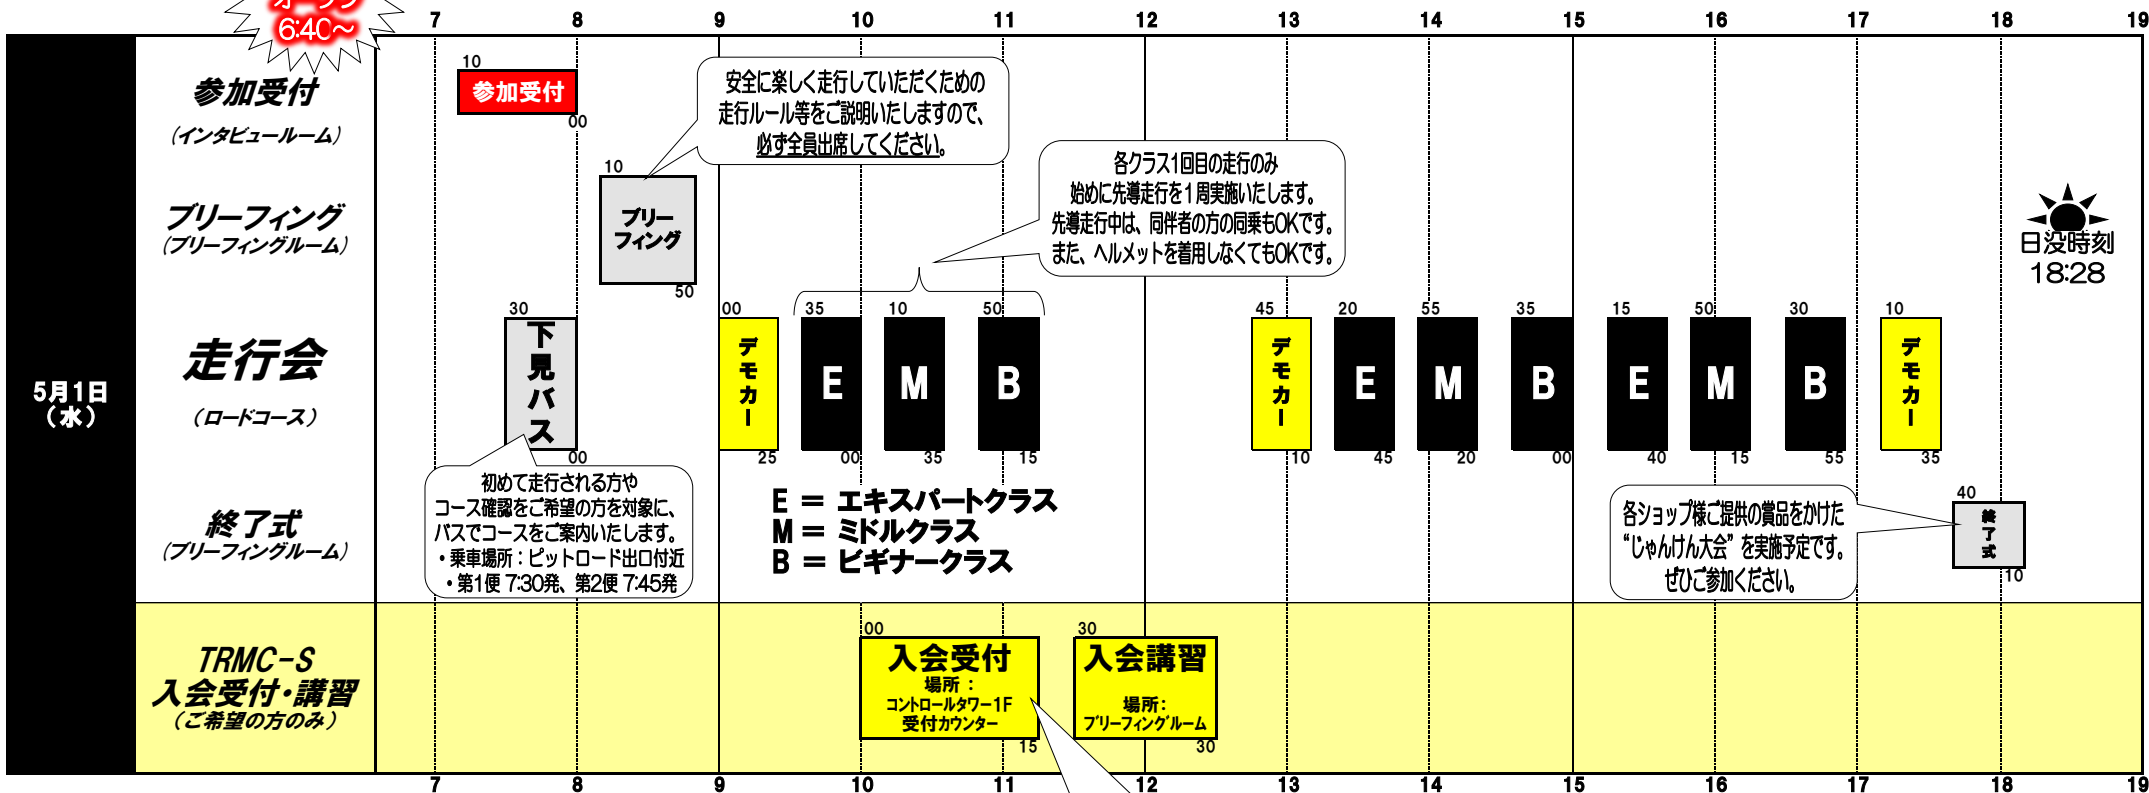 オープン
6:40～
7 8 9 10 11 12 13 14 15 16 17 18 19
5月1日
（水）
参加受付
（インタビュールーム）
10
参加受付
00
安全に楽しく走行していただくための
走行ルール等をご説明いたしますので、
必ず全員出席してください。
ブリーフィング
（ブリーフィングルーム）
10
ブリー
フィング
50
各クラス1回目の走行のみ
始めに先導走行を1周実施いたします。
先導走行中は、同伴者の方の同乗もOKです。
また、ヘルメットを着用しなくてもOKです。
日没時刻
18:28
走行会
（ロードコース）
30
下見バス
00
00
デモカー
25
35
E
00
10
M
35
50
B
15
45
デモカー
10
20
E
45
55
M
20
35
B
00
15
E
40
50
M
15
30
B
55
10
デモカー
35
初めて走行される方や
コース確認をご希望の方を対象に、
バスでコースをご案内いたします。
・乗車場所：ピットロード出口付近
・第1便 7:30発、第2便 7:45発
E ＝ エキスパートクラス
M ＝ ミドルクラス
B ＝ ビギナークラス
終了式
（ブリーフィングルーム）
各ショップ様ご提供の賞品をかけた
“じゃんけん大会” を実施予定です。
ぜひご参加ください。
40
終了式
10
TRMC-S
入会受付・講習
（ご希望の方のみ）
00
入会受付
場所：
コントロールタワー1F
受付カウンター
15
30
入会講習
場所：
ブリーフィングルーム
30
7 8 9 10 11 12 13 14 15 16 17 18 19